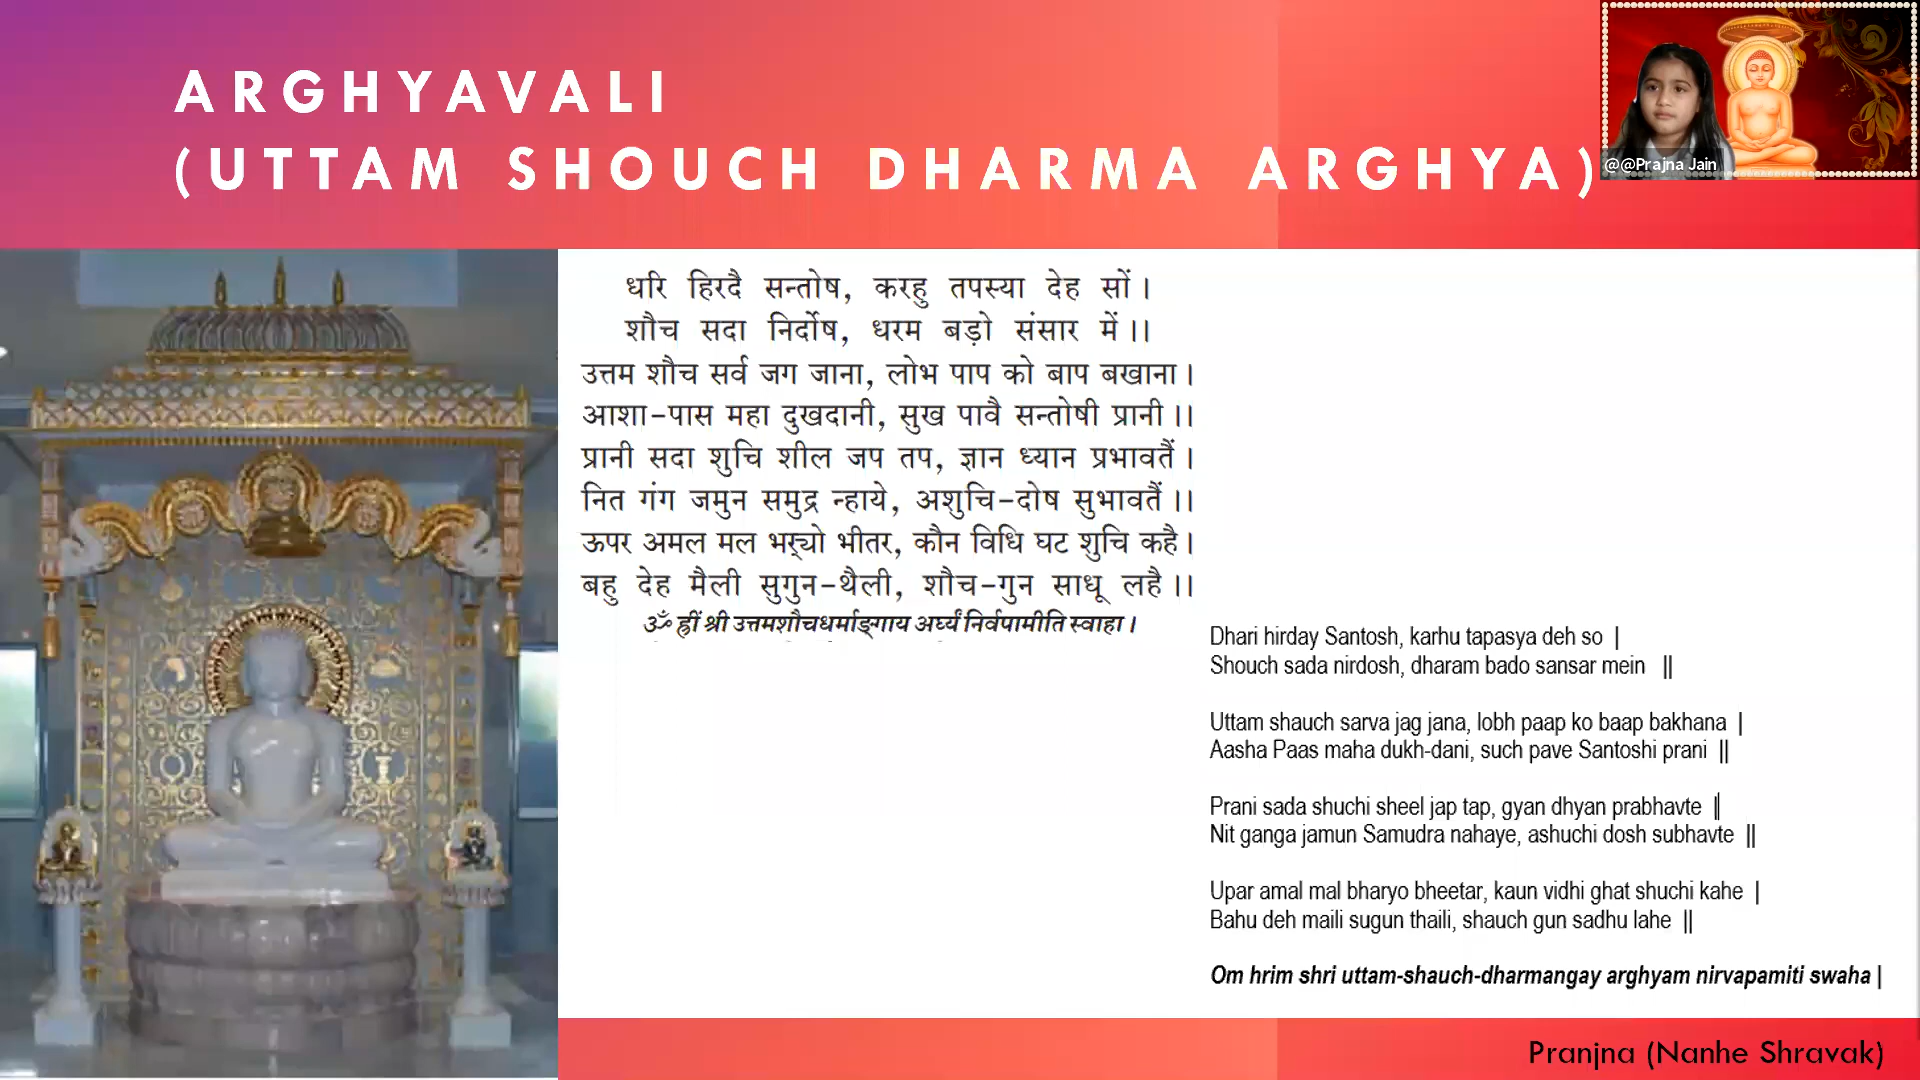 ARGHYAVALI
(UTTAM SHOUCH DHARMA ARGHYA)
@@Prajna Jain
धरि हिरदै सन्तोष, करहु तपस्या देह सों।
शौच सदा निर्दोष, धरम बड़ो संसार में।।
उत्तम शौच सर्व जग जाना, लोभ पाप को बाप बखाना।
आशा-पास महा दुखदानी, सुख पावै सन्तोषी प्रानी।।
प्रानी सदा शुचि शील जप तप, ज्ञान ध्यान प्रभावतैं।
नित गंग जमुन समुद्र न्हाये, अशुचि-दोष सुभावतैं।।
ऊपर अमल मल भर्‌यो भीतर, कौन विधि घट शुचि कहै।
बहु देह मैली सुगुन-थैली, शौच-गुन साधू लहै।।
ॐ ह्रीं श्री उत्तमशौचधर्माङ्गाय अर्घ्यं निर्वपामीति स्वाहा।
Dhari hirday Santosh, karhu tapasya deh so |
Shouch sada nirdosh, dharam bado sansar mein ||
Uttam shauch sarva jag jana, lobh paap ko baap bakhana |
Aasha Paas maha dukh-dani, such pave Santoshi prani ||
Prani sada shuchi sheel jap tap, gyan dhyan prabhavte |
Nit ganga jamun Samudra nahaye, ashuchi dosh subhavte ||
Upar amal mal bharyo bheetar, kaun vidhi ghat shuchi kahe |
Bahu deh maili sugun thaili, shauch gun sadhu lahe ||
Om hrim shri uttam-shauch-dharmangay arghyam nirvapamiti swaha |
Pranjna (Nanhe Shravak)